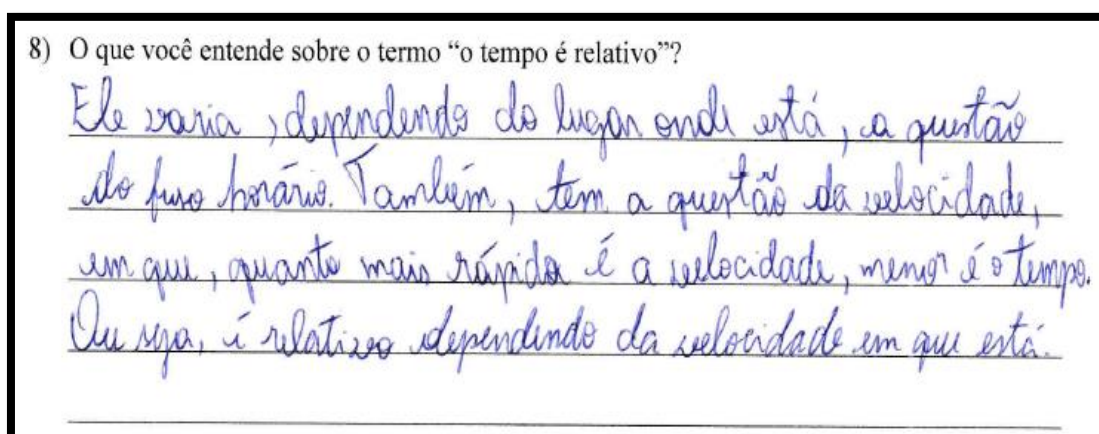 8) O que você entende sobre o termo “o tempo é relativo”?
Ele varia, dependendo do lugar onde está, a questão
do fuso horário. Também, tem a questão da velocidade,
em que, quanto mais rápida é a velocidade, menor é o tempo.
Ou seja, é relativo dependendo da velocidade em que está.